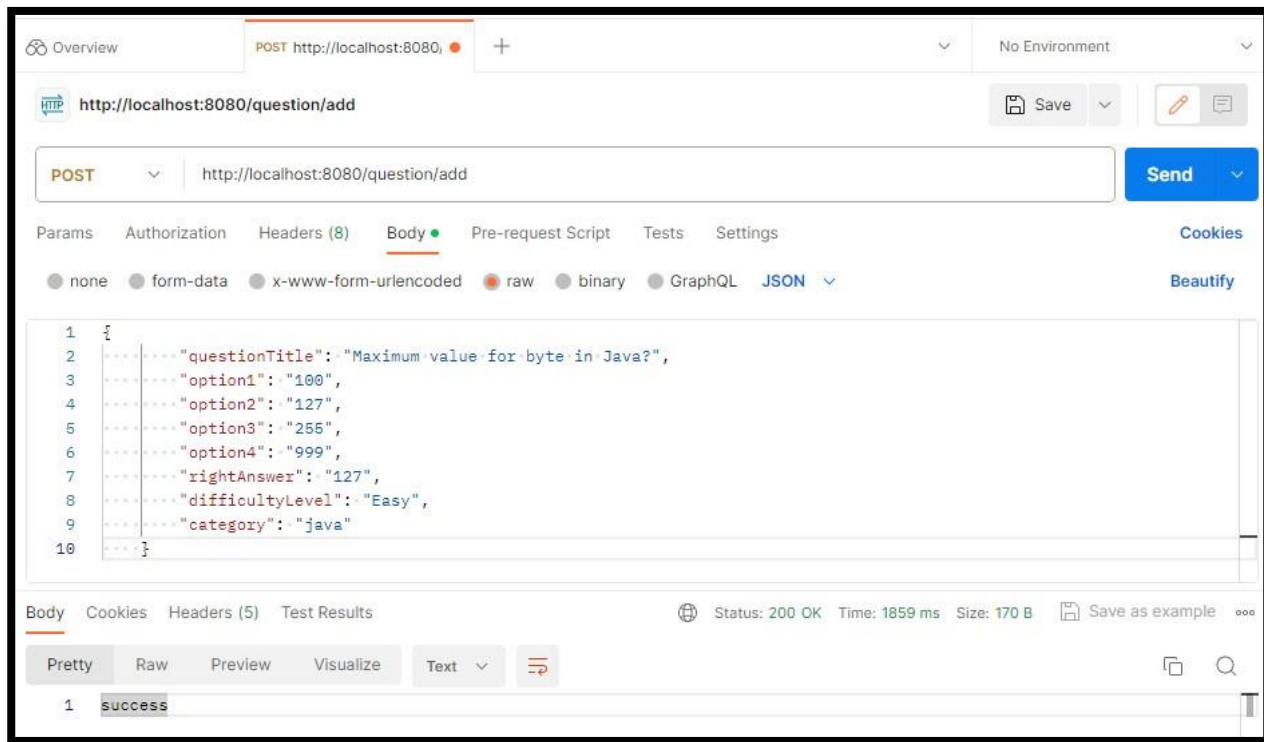 Overview POST http://localhost:8080/ + No Environment
HTTP http://localhost:8080/question/add Save
POST http://localhost:8080/question/add Send
Params Authorization Headers (8) Body Pre-request Script Tests Settings Cookies
none form-data x-www-form-urlencoded raw binary GraphQL JSON Beautify
1 {
2 "questionTitle": "Maximum value for byte in Java?",
3 "option1": "100",
4 "option2": "127",
5 "option3": "255",
6 "option4": "999",
7 "rightAnswer": "127",
8 "difficultyLevel": "Easy",
9 "category": "java"
10 }
Body Cookies Headers (5) Test Results Status: 200 OK Time: 1859 ms Size: 170 B Save as example
Pretty Raw Preview Visualize Text
1 success